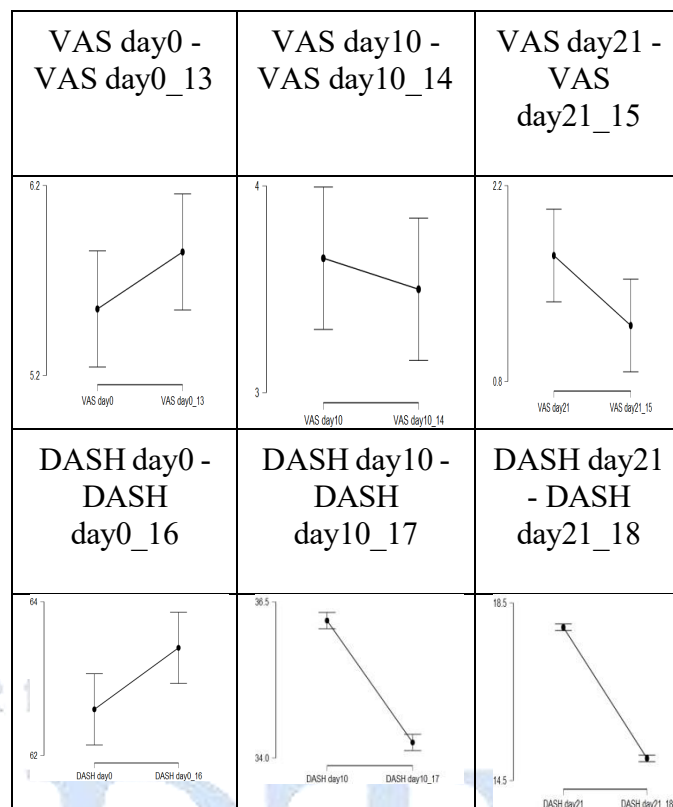 VAS day0 -
VAS day0_13
VAS day10 -
VAS day10_14
VAS day21 -
VAS
day21_15
6.2
5.2
VAS day0
VAS day0_13
4
3
VAS day10
VAS day10_14
2.2
0.8
VAS day21
VAS day21_15
DASH day0 -
DASH
day0_16
DASH day10 -
DASH
day10_17
DASH day21
- DASH
day21_18
64
62
DASH day0
DASH day0_16
36.5
34.0
DASH day10
DASH day10_17
18.5
14.5
DASH day21
DASH day21_18